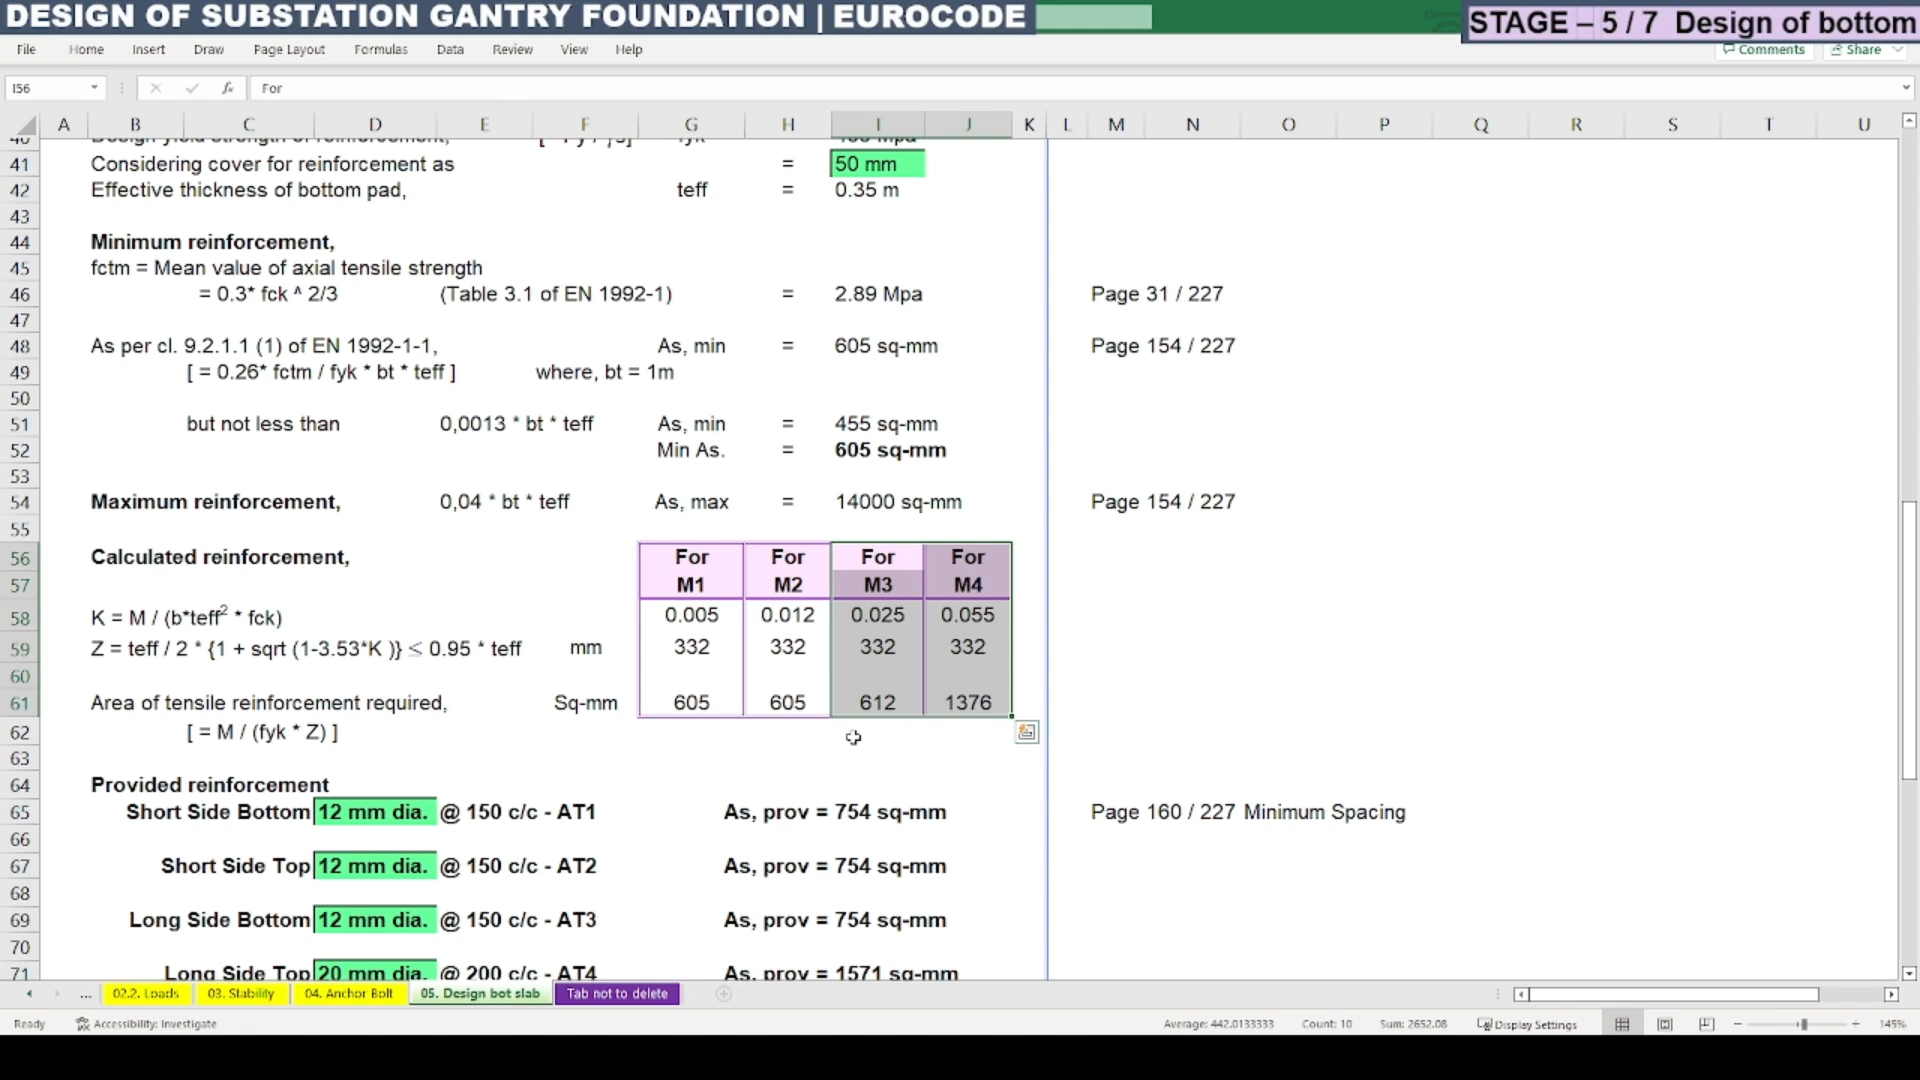 DESIGN OF SUBSTATION GANTRY FOUNDATION | EUROCODE
STAGE – 5 / 7 Design of bottom
File Home Insert Draw Page Layout Formulas Data Review View Help
Comments Share
I56 fx For
A B C D E F G H I J K L M N O P Q R S T U
41 Considering cover for reinforcement as = 50 mm
42 Effective thickness of bottom pad, teff = 0.35 m
43
44 Minimum reinforcement,
45 fctm = Mean value of axial tensile strength
46 = 0.3* fck ^ 2/3 (Table 3.1 of EN 1992-1) = 2.89 Mpa Page 31 / 227
47
48 As per cl. 9.2.1.1 (1) of EN 1992-1-1, As, min = 605 sq-mm Page 154 / 227
49 [ = 0.26* fctm / fyk * bt * teff ] where, bt = 1m
50
51 but not less than 0,0013 * bt * teff As, min = 455 sq-mm
52 Min As. = 605 sq-mm
53
54 Maximum reinforcement, 0,04 * bt * teff As, max = 14000 sq-mm Page 154 / 227
55
56 Calculated reinforcement, For For For For
57 M1 M2 M3 M4
58 K = M / (b*teff² * fck) 0.005 0.012 0.025 0.055
59 Z = teff / 2 * {1 + sqrt (1-3.53*K )} ≤ 0.95 * teff mm 332 332 332 332
60
61 Area of tensile reinforcement required, Sq-mm 605 605 612 1376
62 [ = M / (fyk * Z) ]
63
64 Provided reinforcement
65 Short Side Bottom 12 mm dia. @ 150 c/c - AT1 As, prov = 754 sq-mm Page 160 / 227 Minimum Spacing
66
67 Short Side Top 12 mm dia. @ 150 c/c - AT2 As, prov = 754 sq-mm
68
69 Long Side Bottom 12 mm dia. @ 150 c/c - AT3 As, prov = 754 sq-mm
70
71 Long Side Top 20 mm dia. @ 200 c/c - AT4 As, prov = 1571 sq-mm
... 02.2. Loads 03. Stability 04. Anchor Bolt 05. Design bot slab Tab not to delete
Ready Accessibility: Investigate Average: 442.0133333 Count: 10 Sum: 2652.08 Display Settings 145%